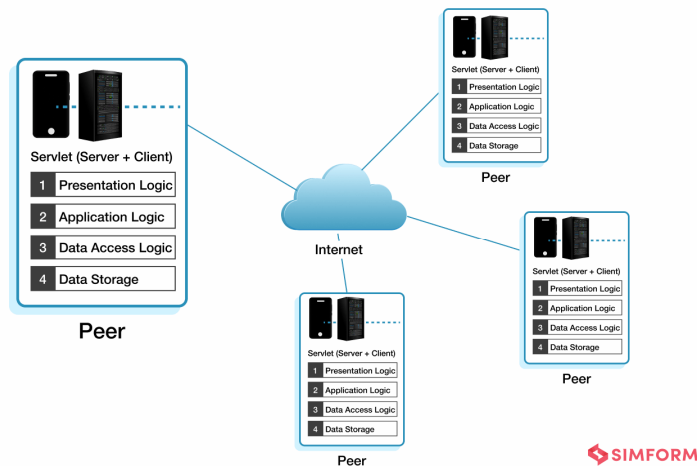 Servlet (Server + Client)
1 Presentation Logic
2 Application Logic
3 Data Access Logic
4 Data Storage
Peer
Internet
Servlet (Server + Client)
1 Presentation Logic
2 Application Logic
3 Data Access Logic
4 Data Storage
Peer
Servlet (Server + Client)
1 Presentation Logic
2 Application Logic
3 Data Access Logic
4 Data Storage
Peer
Servlet (Server + Client)
1 Presentation Logic
2 Application Logic
3 Data Access Logic
4 Data Storage
Peer
SIMFORM